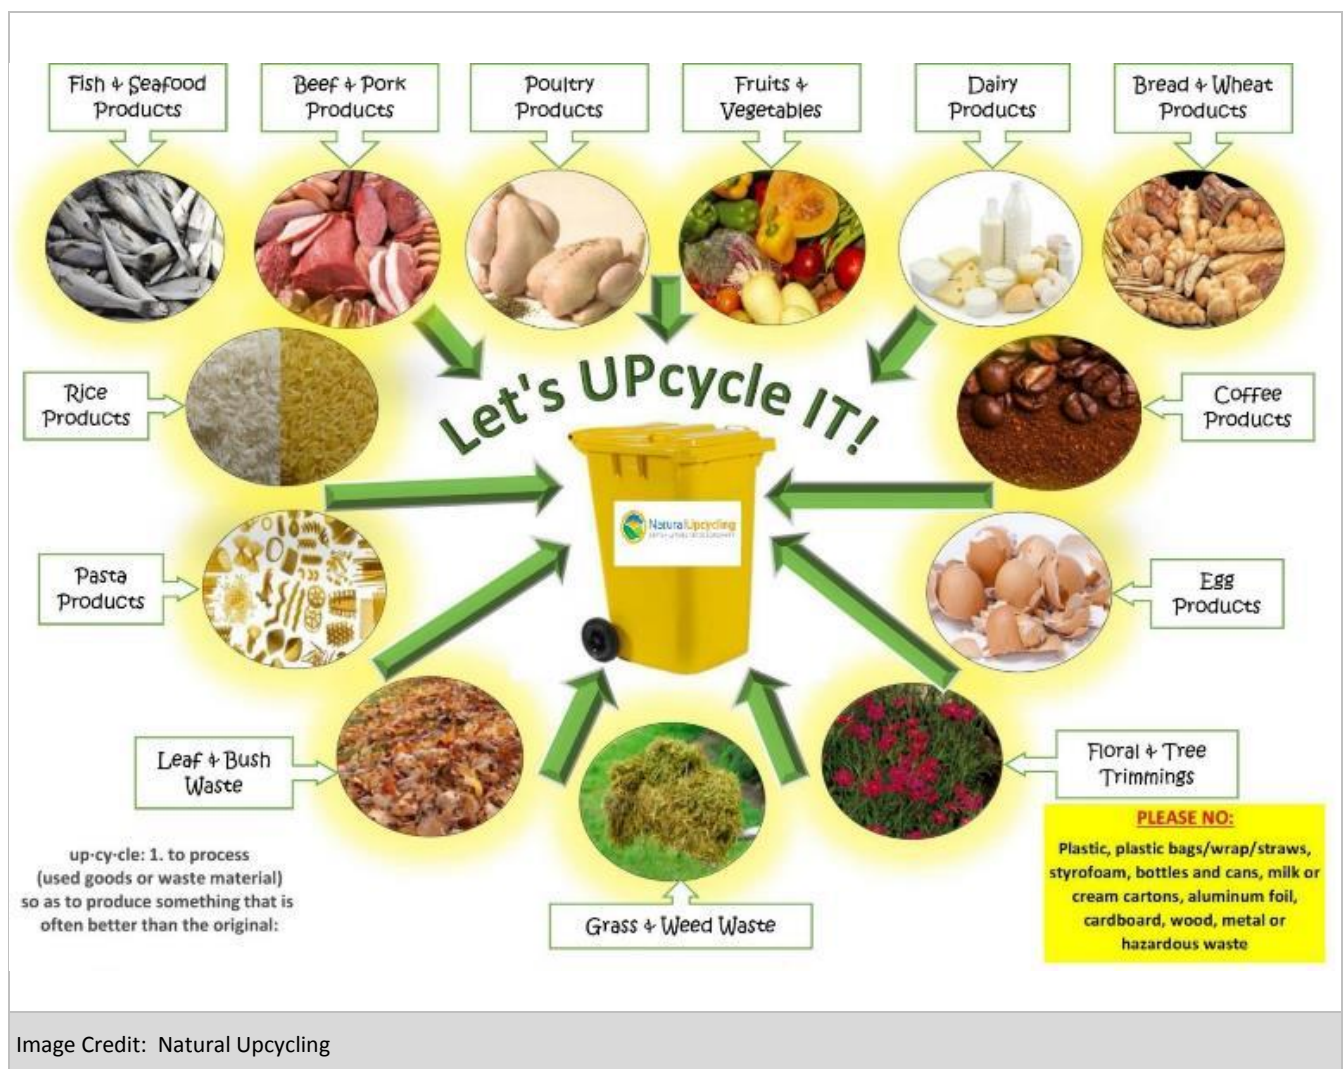 Fish & Seafood
Products
Beef & Pork
Products
Poultry
Products
Fruits &
Vegetables
Dairy
Products
Bread & Wheat
Products
Rice
Products
Let's UPcycle IT!
Coffee
Products
NaturalUpcycling
Pasta
Products
Egg
Products
Leaf & Bush
Waste
Floral & Tree
Trimmings
Grass & Weed Waste
up·cy·cle: 1. to process
(used goods or waste material)
so as to produce something that is
often better than the original:
PLEASE NO:
Plastic, plastic bags/wrap/straws,
styrofoam, bottles and cans, milk or
cream cartons, aluminum foil,
cardboard, wood, metal or
hazardous waste
Image Credit: Natural Upcycling